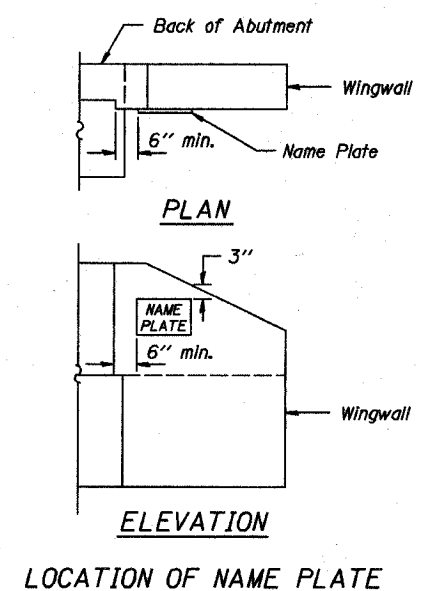 Back of Abutment
Wingwall
6" min.
Name Plate
PLAN
3"
NAME
PLATE
6" min.
Wingwall
ELEVATION
LOCATION OF NAME PLATE